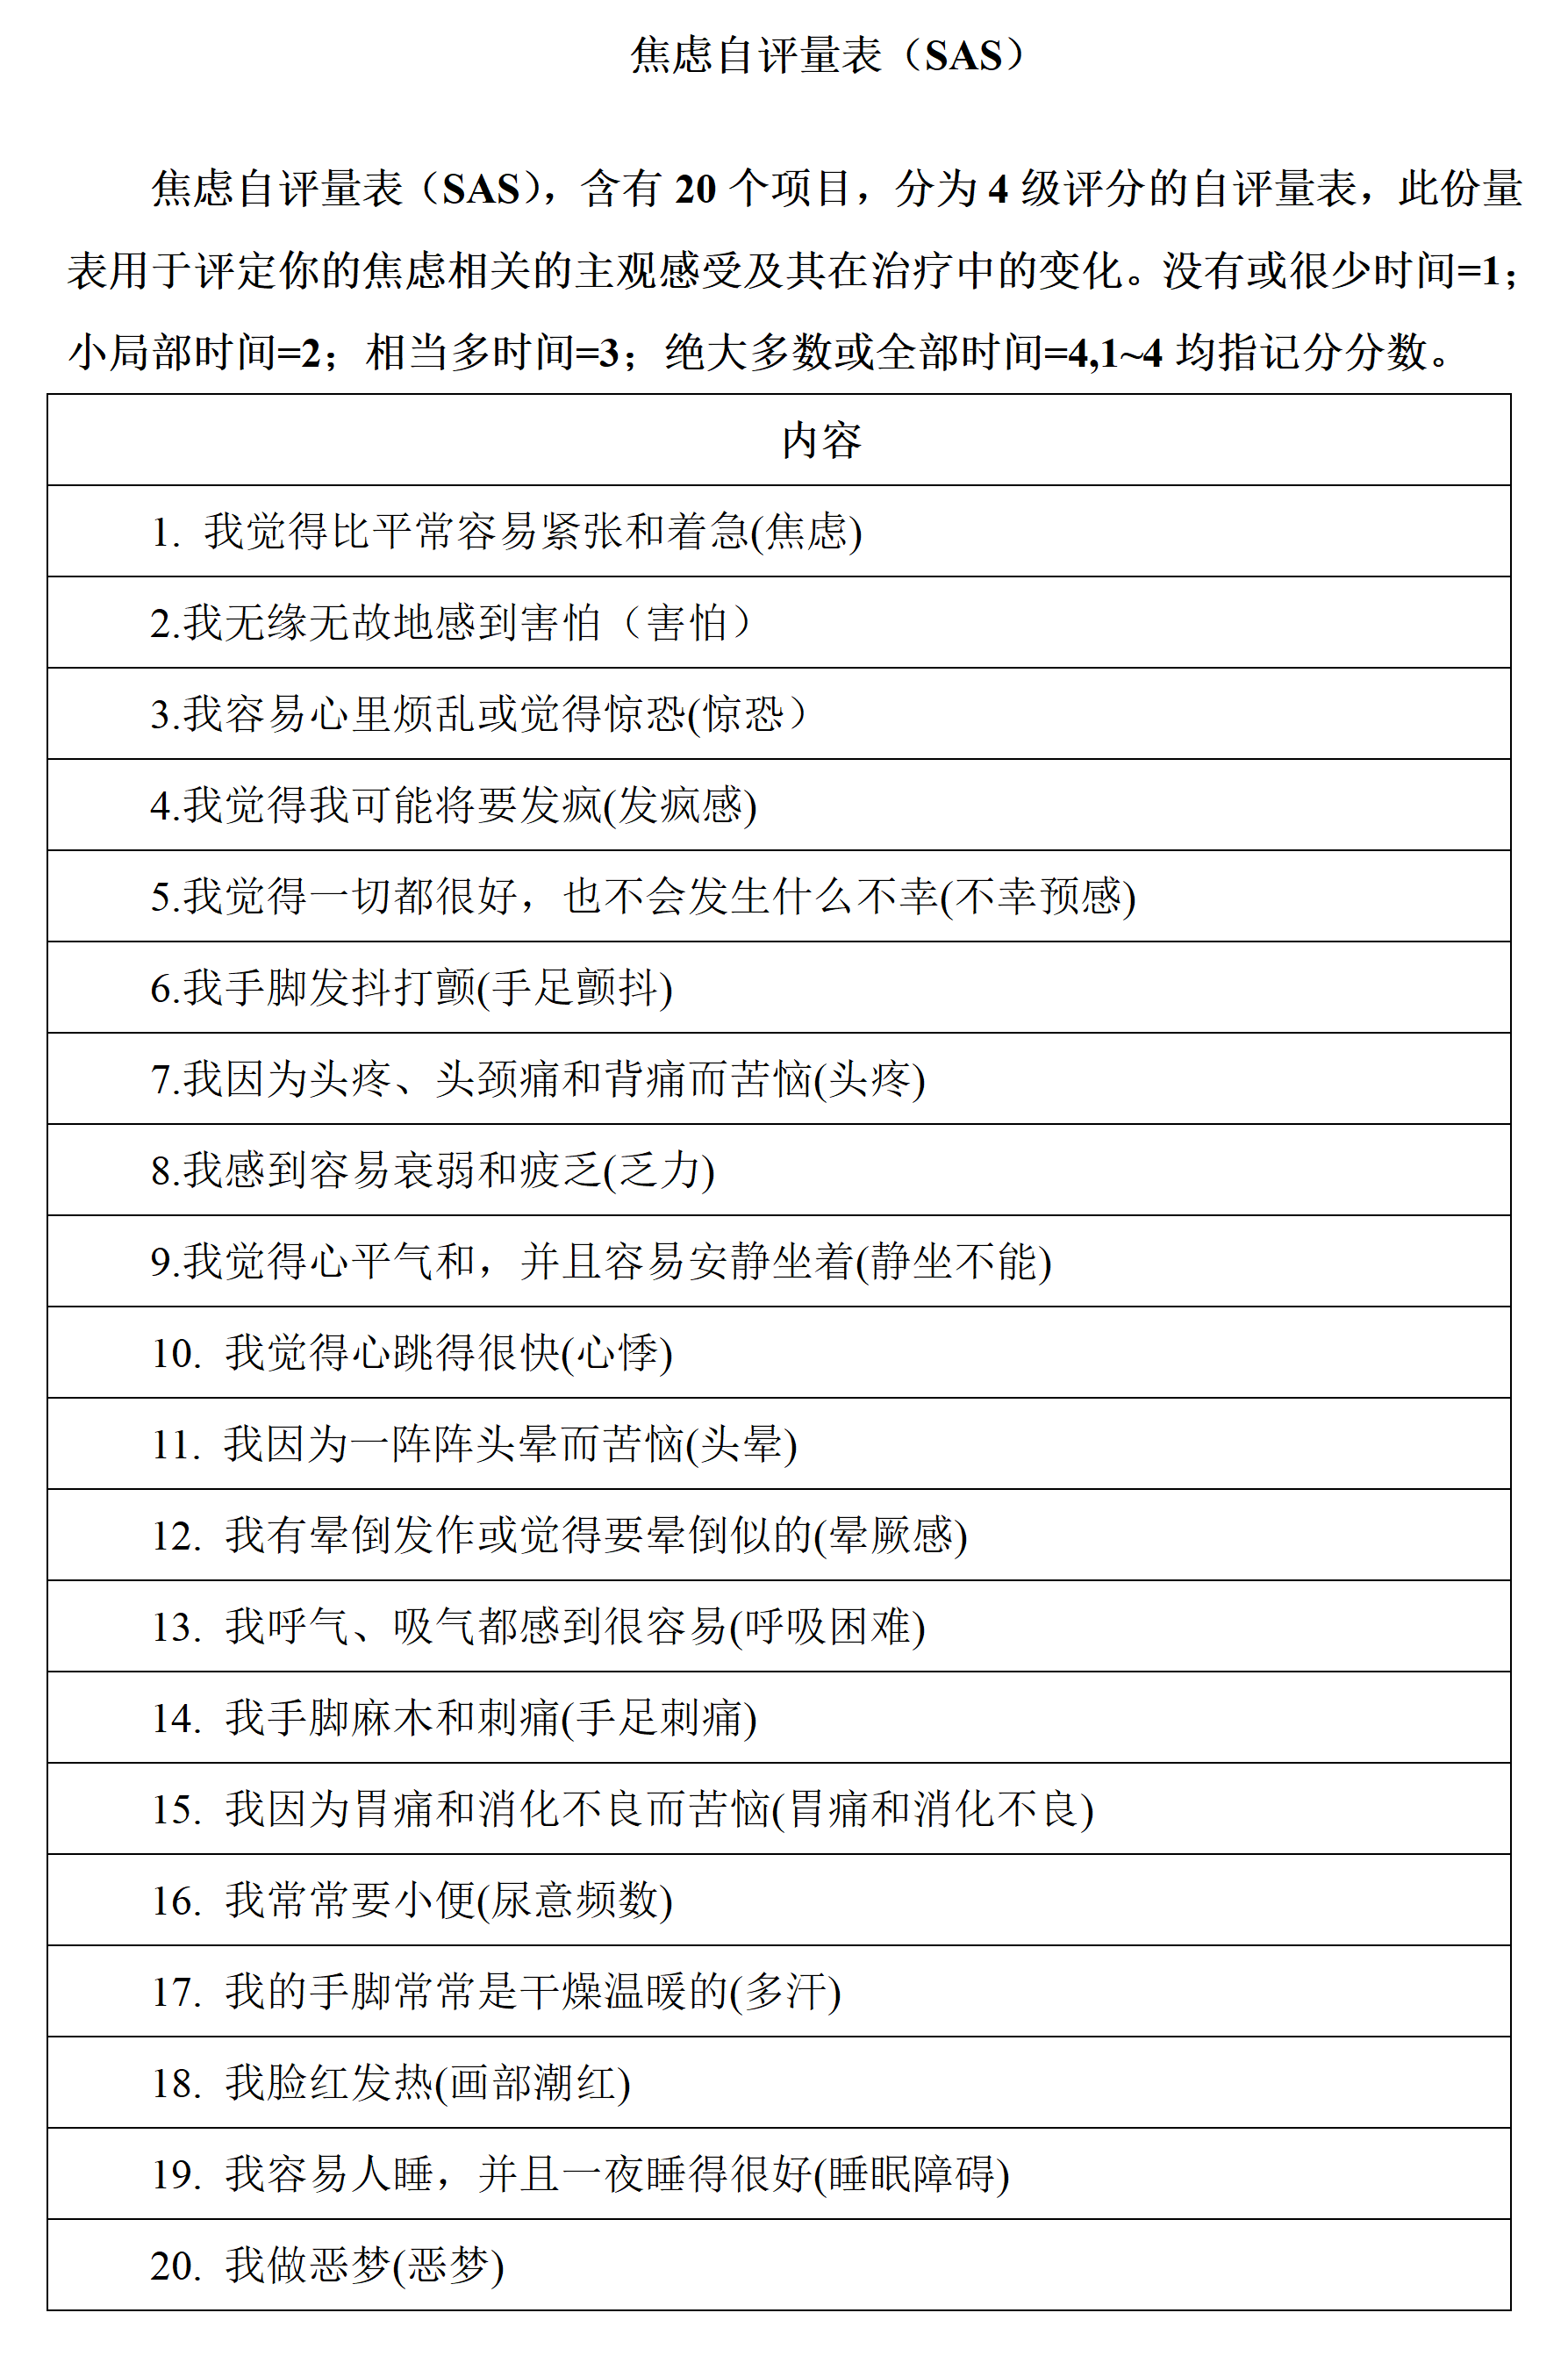 焦虑自评量表（SAS）
焦虑自评量表（SAS），含有 20 个项目，分为 4 级评分的自评量表，此份量
表用于评定你的焦虑相关的主观感受及其在治疗中的变化。没有或很少时间=1；
小局部时间=2；相当多时间=3；绝大多数或全部时间=4,1~4 均指记分分数。
内容
1. 我觉得比平常容易紧张和着急(焦虑)
2.我无缘无故地感到害怕（害怕）
3.我容易心里烦乱或觉得惊恐(惊恐）
4.我觉得我可能将要发疯(发疯感)
5.我觉得一切都很好，也不会发生什么不幸(不幸预感)
6.我手脚发抖打颤(手足颤抖)
7.我因为头疼、头颈痛和背痛而苦恼(头疼)
8.我感到容易衰弱和疲乏(乏力)
9.我觉得心平气和，并且容易安静坐着(静坐不能)
10. 我觉得心跳得很快(心悸)
11. 我因为一阵阵头晕而苦恼(头晕)
12. 我有晕倒发作或觉得要晕倒似的(晕厥感)
13. 我呼气、吸气都感到很容易(呼吸困难)
14. 我手脚麻木和刺痛(手足刺痛)
15. 我因为胃痛和消化不良而苦恼(胃痛和消化不良)
16. 我常常要小便(尿意频数)
17. 我的手脚常常是干燥温暖的(多汗)
18. 我脸红发热(画部潮红)
19. 我容易人睡，并且一夜睡得很好(睡眠障碍)
20. 我做恶梦(恶梦)